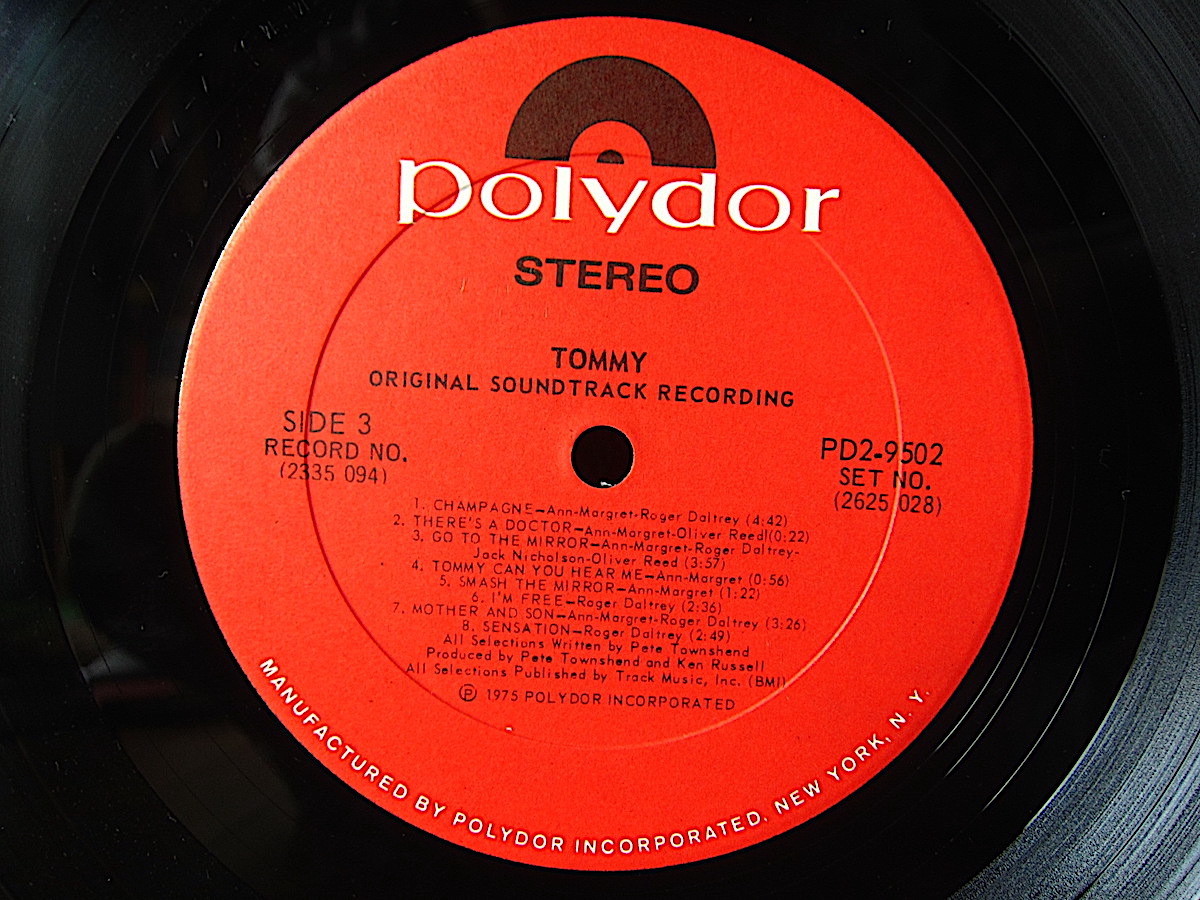 polydor
STEREO
TOMMY
ORIGINAL SOUNDTRACK RECORDING
SIDE 3
RECORD NO.
(2335 094)
PD2-9502
SET NO.
(2625 028)
1. CHAMPAGNE—Ann-Margret-Roger Daltrey (4:42)
2. THERE'S A DOCTOR—Ann-Margret-Oliver Reed(0:22)
3. GO TO THE MIRROR—Ann-Margret-Roger Daltrey-
Jack Nicholson-Oliver Reed (3:57)
4. TOMMY CAN YOU HEAR ME—Ann-Margret (0:56)
5. SMASH THE MIRROR—Ann-Margret (1:22)
6. I'M FREE—Roger Daltrey (2:36)
7. MOTHER AND SON—Ann-Margret-Roger Daltrey (3:26)
8. SENSATION—Roger Daltrey (2:49)
All Selections Written by Pete Townshend
Produced by Pete Townshend and Ken Russell
All Selections Published by Track Music, Inc. (BMI)
℗ 1975 POLYDOR INCORPORATED
MANUFACTURED BY POLYDOR INCORPORATED, NEW YORK, N.Y.